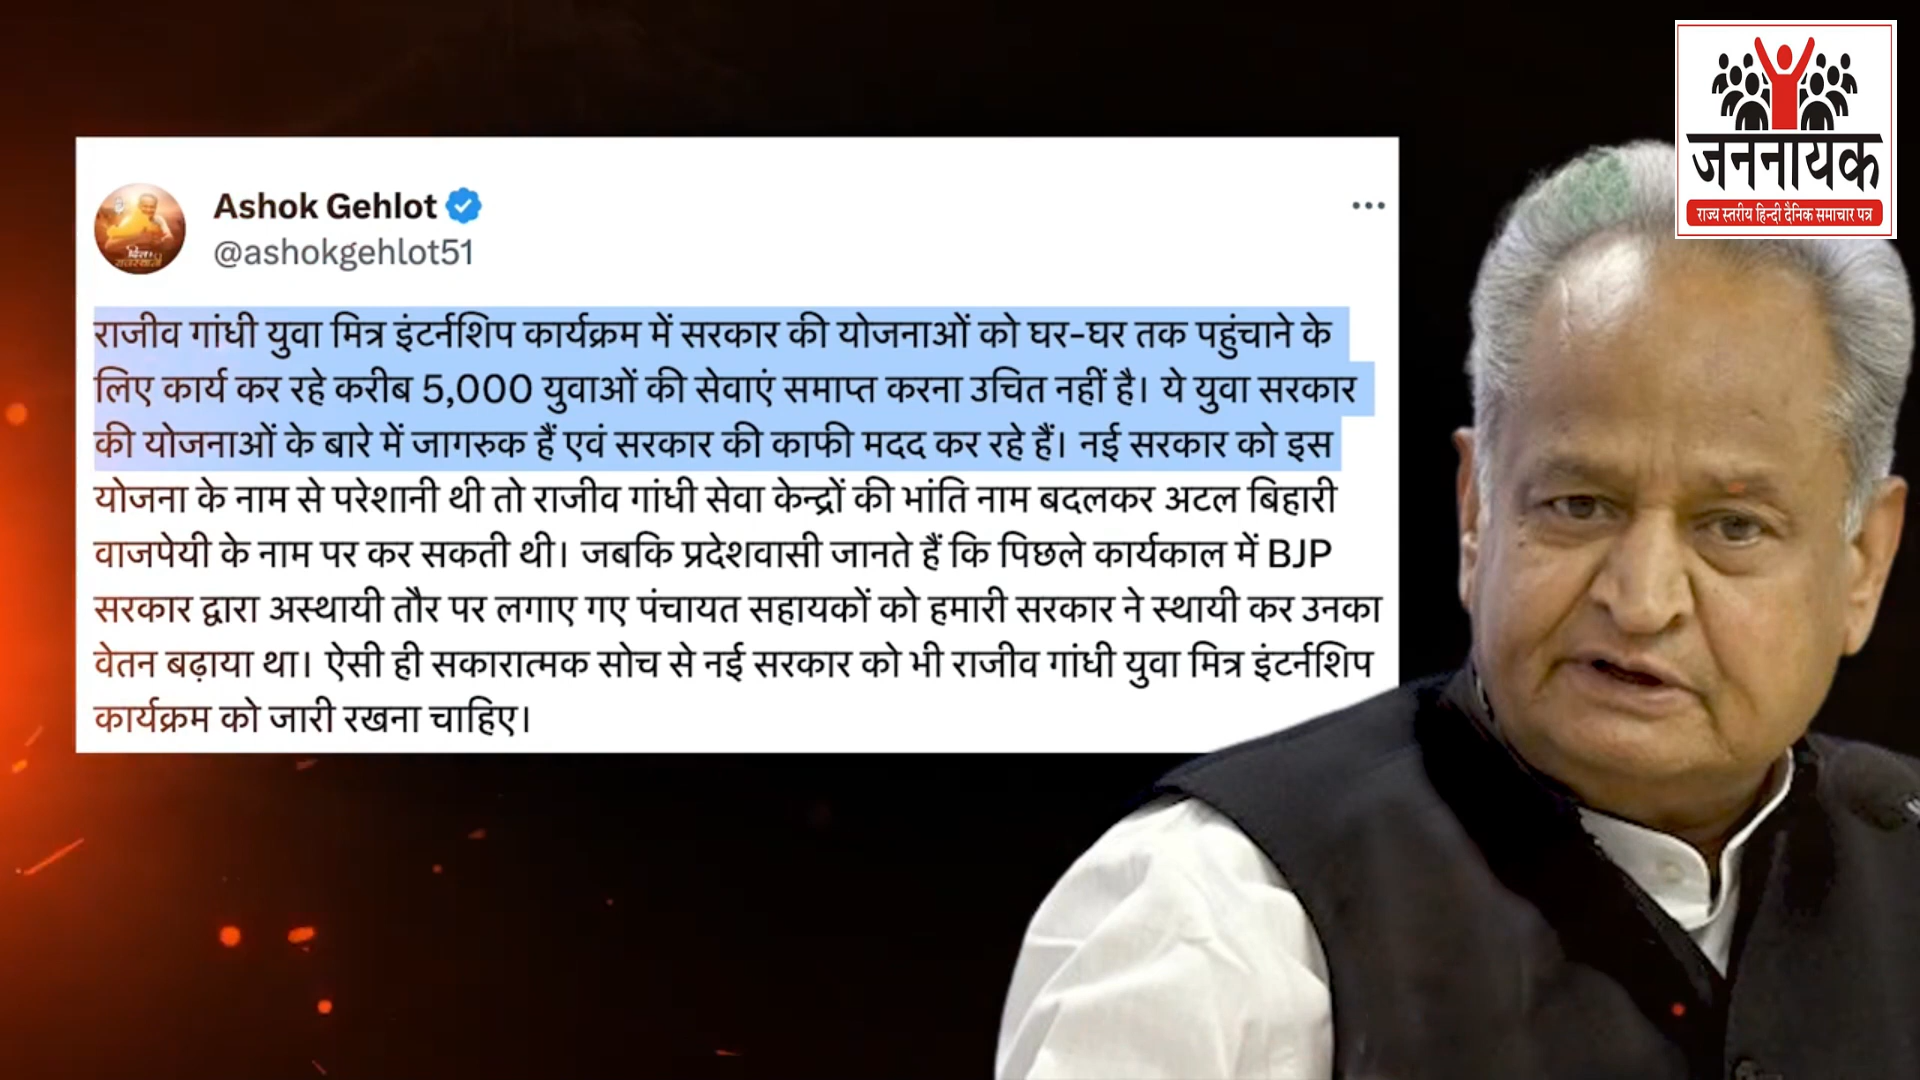 जननायक
राज्य स्तरीय हिन्दी दैनिक समाचार पत्र
Ashok Gehlot
@ashokgehlot51
राजीव गांधी युवा मित्र इंटर्नशिप कार्यक्रम में सरकार की योजनाओं को घर-घर तक पहुंचाने के
लिए कार्य कर रहे करीब 5,000 युवाओं की सेवाएं समाप्त करना उचित नहीं है। ये युवा सरकार
की योजनाओं के बारे में जागरुक हैं एवं सरकार की काफी मदद कर रहे हैं। नई सरकार को इस
योजना के नाम से परेशानी थी तो राजीव गांधी सेवा केन्द्रों की भांति नाम बदलकर अटल बिहारी
वाजपेयी के नाम पर कर सकती थी। जबकि प्रदेशवासी जानते हैं कि पिछले कार्यकाल में BJP
सरकार द्वारा अस्थायी तौर पर लगाए गए पंचायत सहायकों को हमारी सरकार ने स्थायी कर उनका
वेतन बढ़ाया था। ऐसी ही सकारात्मक सोच से नई सरकार को भी राजीव गांधी युवा मित्र इंटर्नशिप
कार्यक्रम को जारी रखना चाहिए।